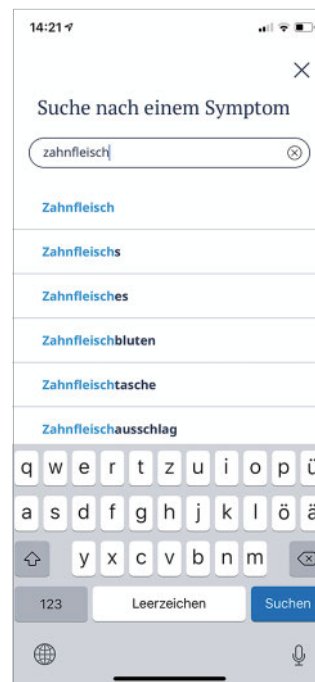 14:21
Suche nach einem Symptom
zahnfleisch
Zahnfleisch
Zahnfleischs
Zahnfleisches
Zahnfleischbluten
Zahnfleischtasche
Zahnfleischausschlag
q w e r t z u i o p ü
a s d f g h j k l ö ä
y x c v b n m
123 Leerzeichen Suchen